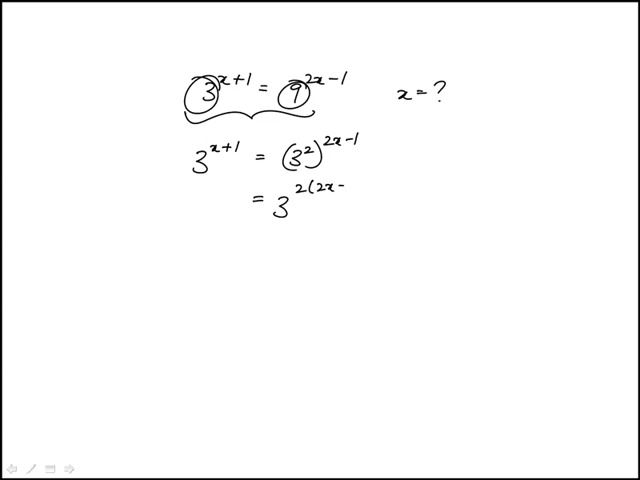 3^{x+1} = 9^{2x-1} x = ?
3^{x+1} = (3^2)^{2x-1}
= 3^{2(2x-